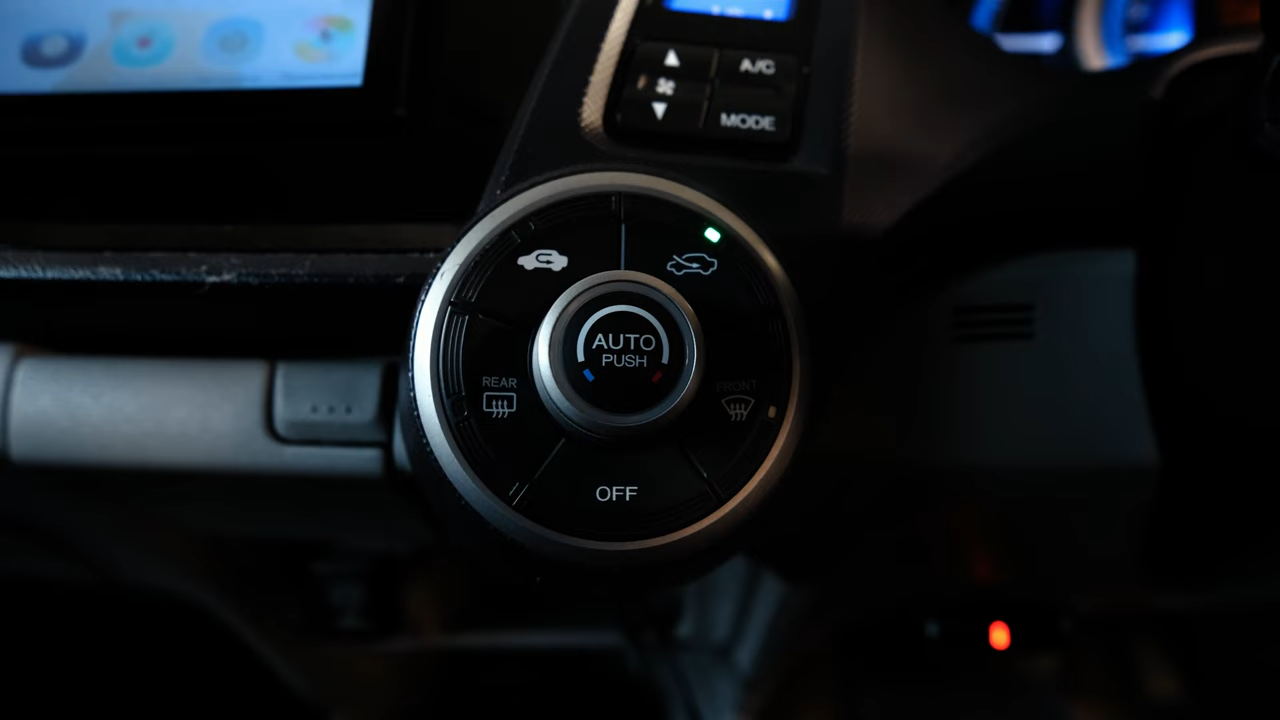 A/C
MODE
AUTO
PUSH
REAR
FRONT
OFF